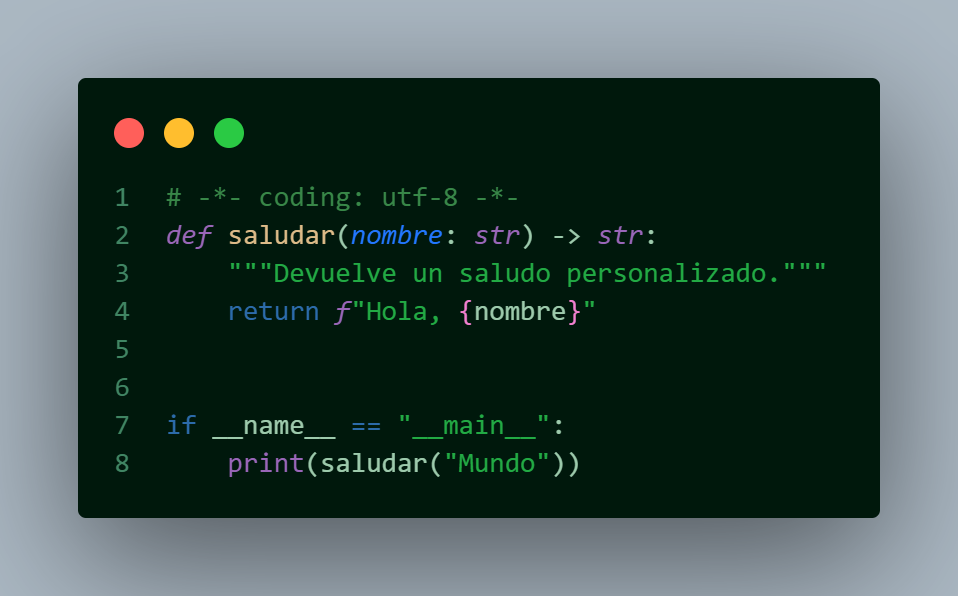 1 # -*- coding: utf-8 -*-
2 def saludar(nombre: str) -> str:
3     """Devuelve un saludo personalizado."""
4     return f"Hola, {nombre}"
5
6
7 if __name__ == "__main__":
8     print(saludar("Mundo"))